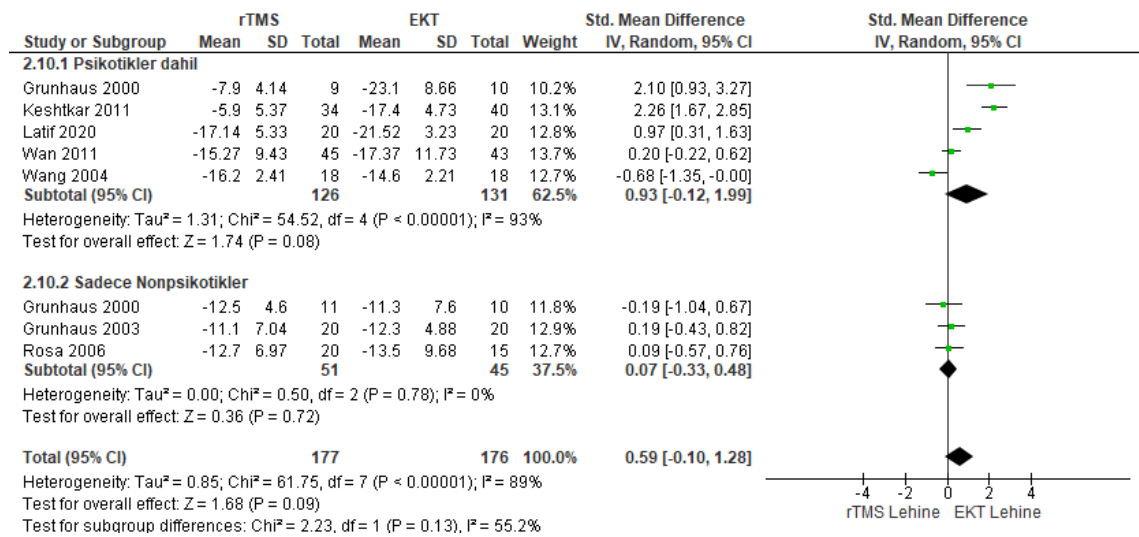 rTMS EKT Std. Mean Difference Std. Mean Difference
Study or Subgroup Mean SD Total Mean SD Total Weight IV, Random, 95% CI IV, Random, 95% CI
2.10.1 Psikotikler dahil
Grunhaus 2000 -7.9 4.14 9 -23.1 8.66 10 10.2% 2.10 [0.93, 3.27]
Keshtkar 2011 -5.9 5.37 34 -17.4 4.73 40 13.1% 2.26 [1.67, 2.85]
Latif 2020 -17.14 5.33 20 -21.52 3.23 20 12.8% 0.97 [0.31, 1.63]
Wan 2011 -15.27 9.43 45 -17.37 11.73 43 13.7% 0.20 [-0.22, 0.62]
Wang 2004 -16.2 2.41 18 -14.6 2.21 18 12.7% -0.68 [-1.35, -0.00]
Subtotal (95% CI) 126 131 62.5% 0.93 [-0.12, 1.99]
Heterogeneity: Tau² = 1.31; Chi² = 54.52, df = 4 (P < 0.00001); I² = 93%
Test for overall effect: Z = 1.74 (P = 0.08)
2.10.2 Sadece Nonpsikotikler
Grunhaus 2000 -12.5 4.6 11 -11.3 7.6 10 11.8% -0.19 [-1.04, 0.67]
Grunhaus 2003 -11.1 7.04 20 -12.3 4.88 20 12.9% 0.19 [-0.43, 0.82]
Rosa 2006 -12.7 6.97 20 -13.5 9.68 15 12.7% 0.09 [-0.57, 0.76]
Subtotal (95% CI) 51 45 37.5% 0.07 [-0.33, 0.48]
Heterogeneity: Tau² = 0.00; Chi² = 0.50, df = 2 (P = 0.78); I² = 0%
Test for overall effect: Z = 0.36 (P = 0.72)
Total (95% CI) 177 176 100.0% 0.59 [-0.10, 1.28]
Heterogeneity: Tau² = 0.85; Chi² = 61.75, df = 7 (P < 0.00001); I² = 89%
Test for overall effect: Z = 1.68 (P = 0.09)
Test for subgroup differences: Chi² = 2.23, df = 1 (P = 0.13), I² = 55.2%
-4 -2 0 2 4
rTMS Lehine EKT Lehine